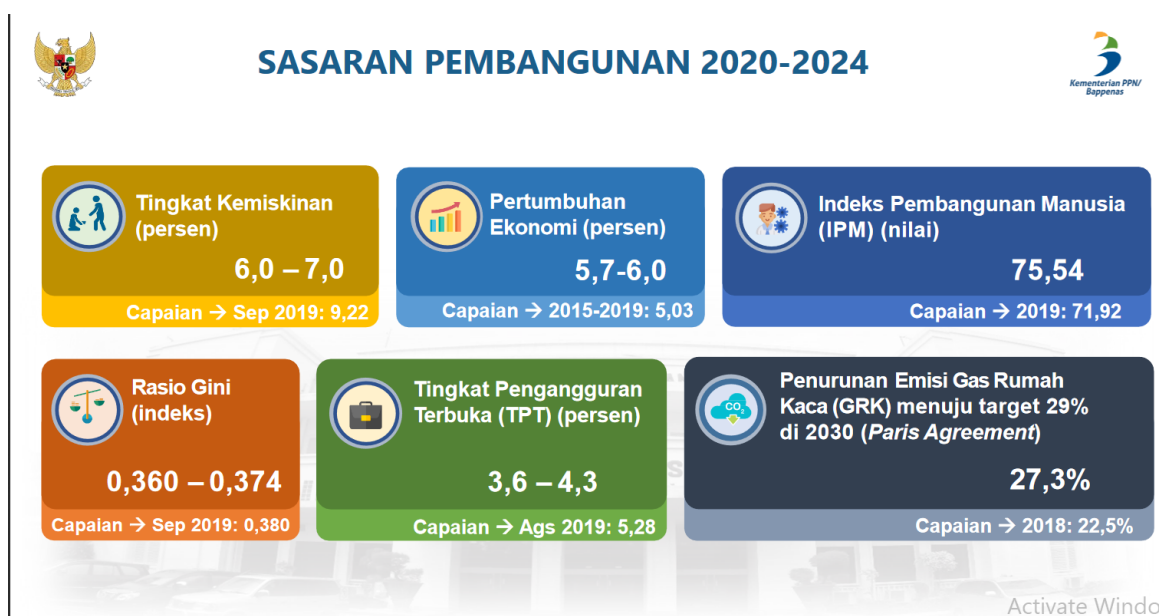 SASARAN PEMBANGUNAN 2020-2024
Kementerian PPN/
Bappenas
Tingkat Kemiskinan
(persen)
6,0 – 7,0
Capaian → Sep 2019: 9,22
Pertumbuhan
Ekonomi (persen)
5,7-6,0
Capaian → 2015-2019: 5,03
Indeks Pembangunan Manusia
(IPM) (nilai)
75,54
Capaian → 2019: 71,92
Rasio Gini
(indeks)
0,360 – 0,374
Capaian → Sep 2019: 0,380
Tingkat Pengangguran
Terbuka (TPT) (persen)
3,6 – 4,3
Capaian → Ags 2019: 5,28
CO₂
Penurunan Emisi Gas Rumah
Kaca (GRK) menuju target 29%
di 2030 (Paris Agreement)
27,3%
Capaian → 2018: 22,5%
Activate Windo